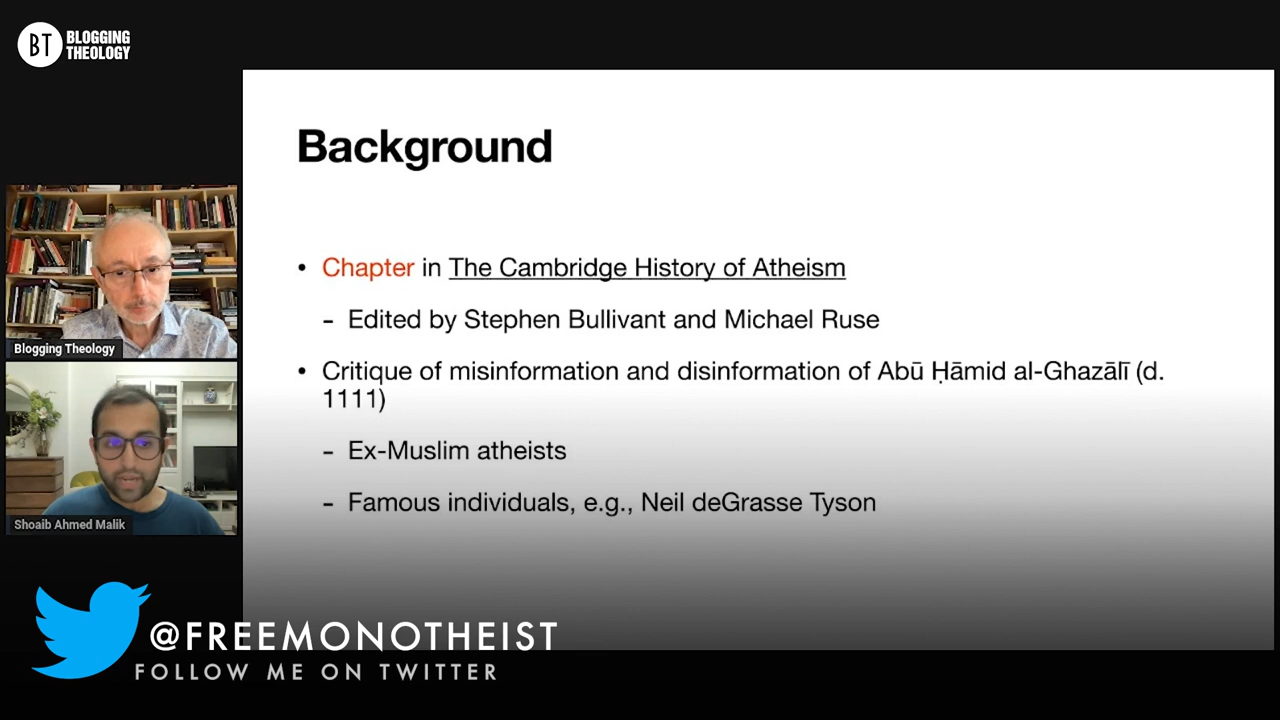 BT BLOGGING
THEOLOGY
Background
• Chapter in The Cambridge History of Atheism
- Edited by Stephen Bullivant and Michael Ruse
• Critique of misinformation and disinformation of Abū Ḥāmid al-Ghazālī (d.
1111)
- Ex-Muslim atheists
- Famous individuals, e.g., Neil deGrasse Tyson
Blogging Theology
Shoaib Ahmed Malik
@FREEMONOTHEIST
FOLLOW ME ON TWITTER